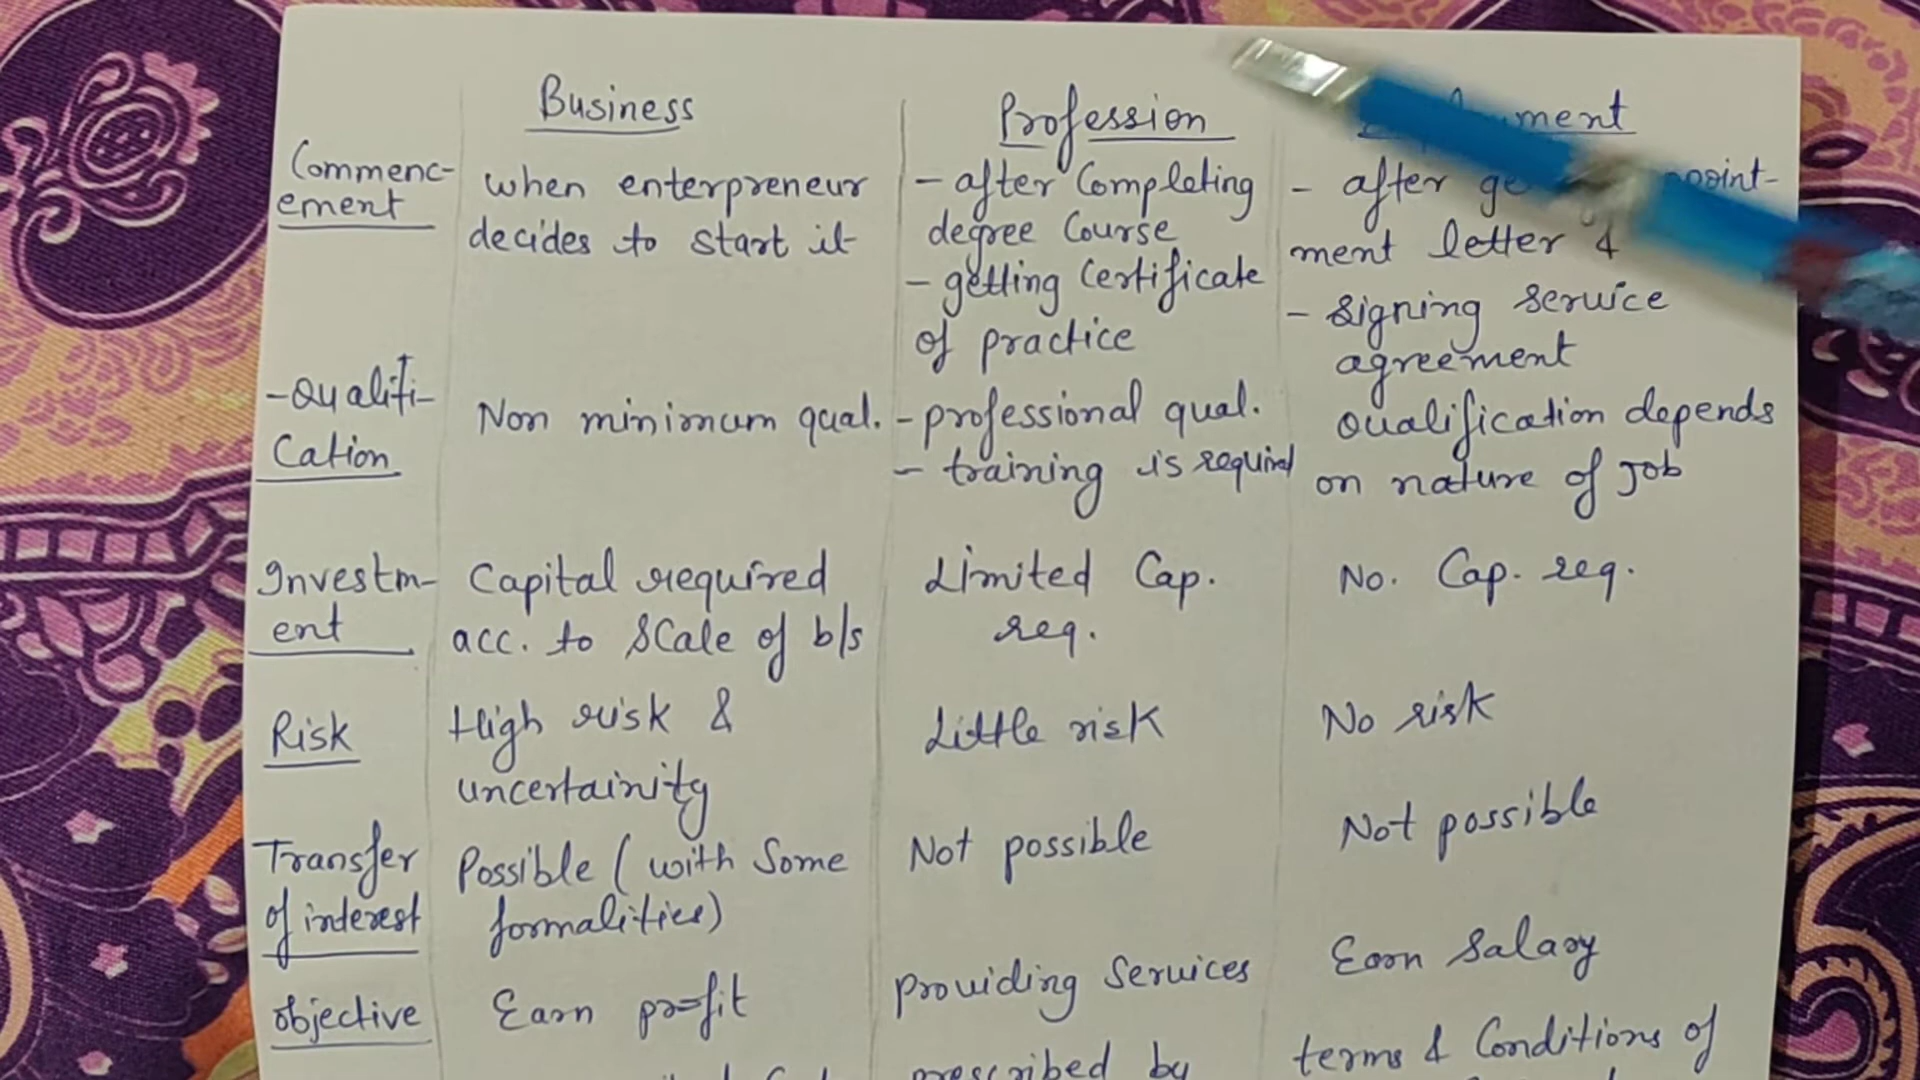 Business
Profession
Commenc-
ement
when enterpreneur
decides to start it
- after Completing
degree Course
- getting Certificate
of practice
- after
ment letter &
- Signing service
agreement
- Qualifi-
Cation
Non minimum qual.
- professional qual.
- training is required
Qualification depends
on nature of Job
Investm-
ent
Capital required
acc. to Scale of b/s
Limited Cap.
req.
No. Cap. req.
Risk
High risk &
uncertainity
Little risk
No risk
Transfer
of interest
Possible (with Some
formalities)
Not possible
Not possible
objective
Earn profit
Providing Services
Earn Salary
prescribed by
terms & Conditions of